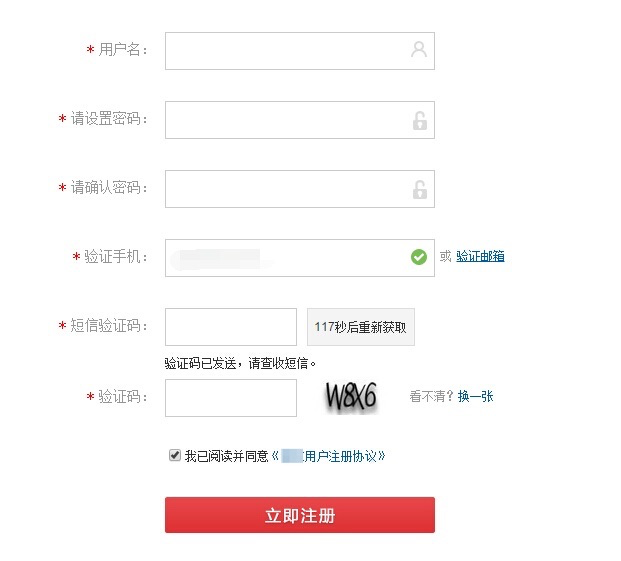 * 用户名：
* 请设置密码：
* 请确认密码：
* 验证手机： 或 验证邮箱
* 短信验证码： 117秒后重新获取
验证码已发送，请查收短信。
* 验证码： W8X6 看不清？换一张
我已阅读并同意《 用户注册协议》
立即注册